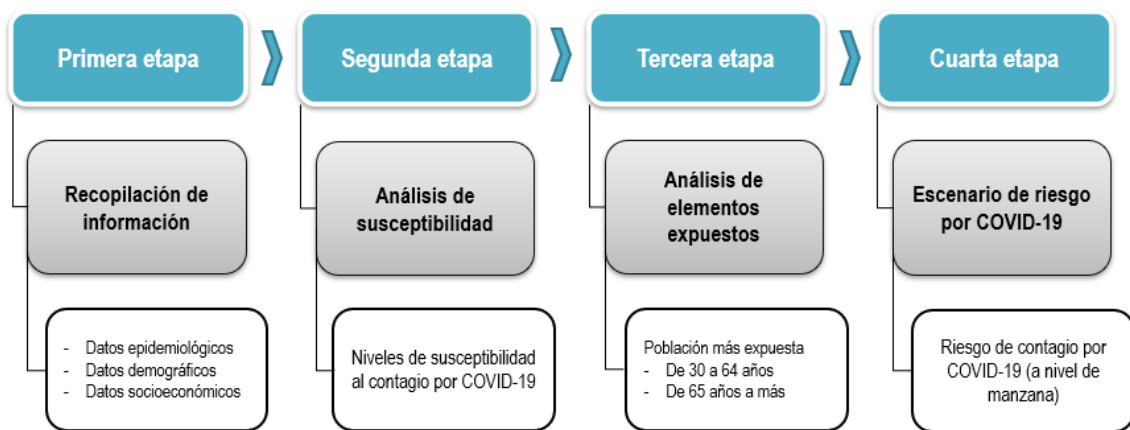 Primera etapa
Segunda etapa
Tercera etapa
Cuarta etapa
Recopilación de
información
Análisis de
susceptibilidad
Análisis de
elementos
expuestos
Escenario de riesgo
por COVID-19
- Datos epidemiológicos
- Datos demográficos
- Datos socioeconómicos
Niveles de susceptibilidad
al contagio por COVID-19
Población más expuesta
- De 30 a 64 años
- De 65 años a más
Riesgo de contagio por
COVID-19 (a nivel de
manzana)